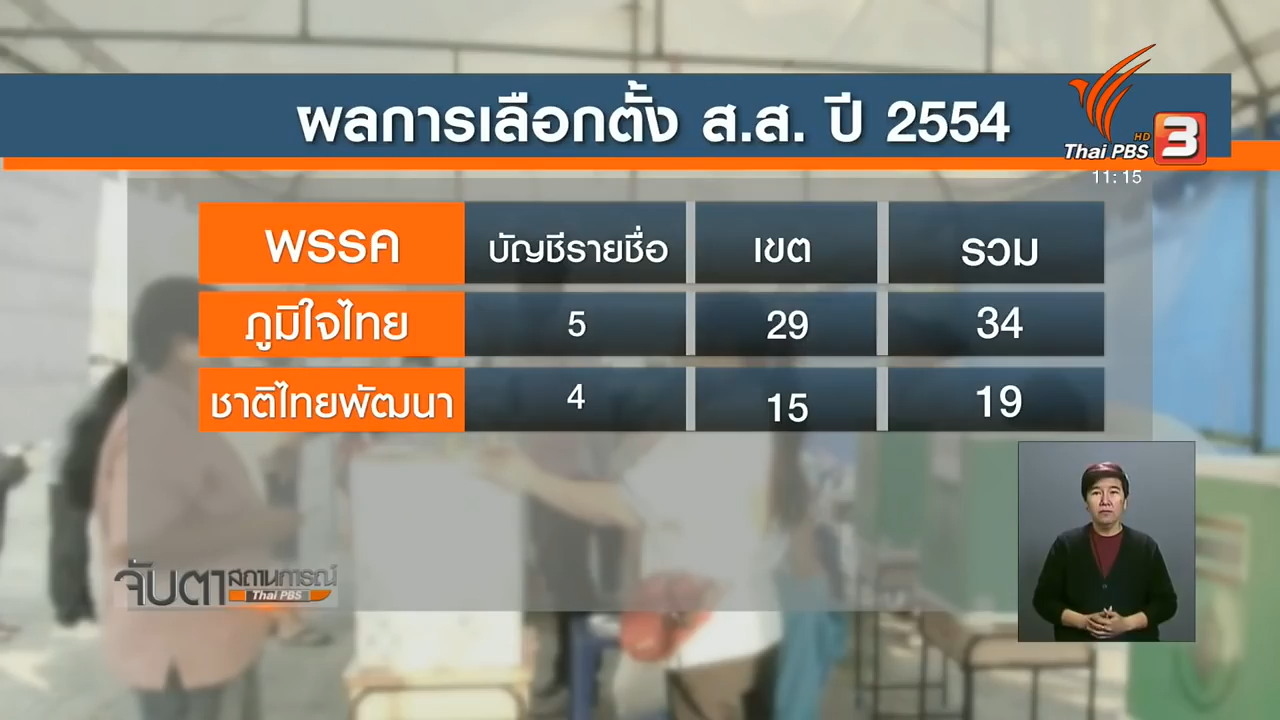 ผลการเลือกตั้ง ส.ส. ปี 2554
HD
Thai PBS 3
11:15
พรรค บัญชีรายชื่อ เขต รวม
ภูมิใจไทย 5 29 34
ชาติไทยพัฒนา 4 15 19
จับตา สถานการณ์
Thai PBS